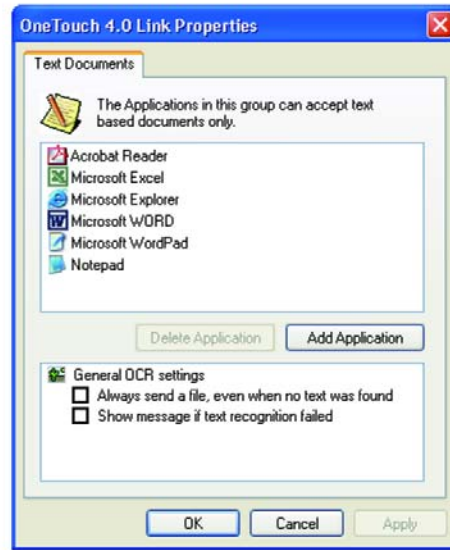 OneTouch 4.0 Link Properties
Text Documents
The Applications in this group can accept text
based documents only.
Acrobat Reader
Microsoft Excel
Microsoft Explorer
Microsoft WORD
Microsoft WordPad
Notepad
Delete Application Add Application
General OCR settings
Always send a file, even when no text was found
Show message if text recognition failed
OK Cancel Apply